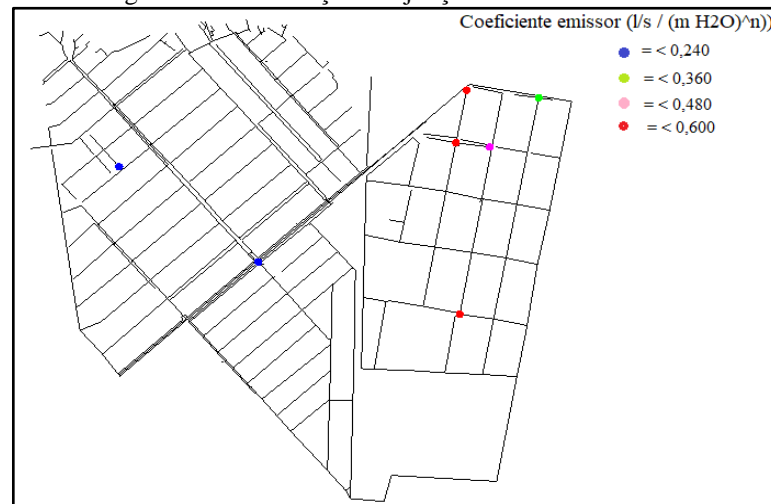 Coeficiente emissor (l/s / (m H2O)^n))
= < 0,240
= < 0,360
= < 0,480
= < 0,600